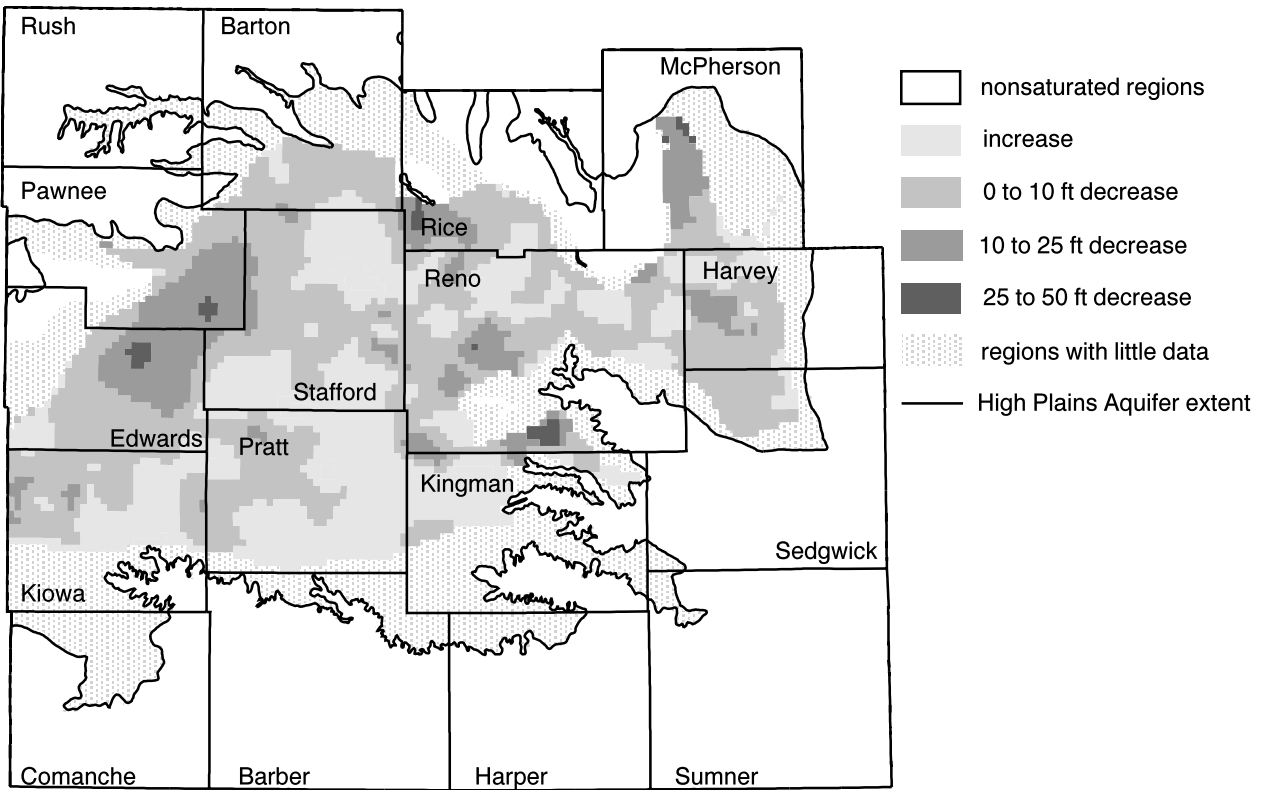 Rush
Barton
McPherson
Pawnee
Rice
Reno
Harvey
Stafford
Edwards
Pratt
Kingman
Sedgwick
Kiowa
Comanche
Barber
Harper
Sumner
nonsaturated regions
increase
0 to 10 ft decrease
10 to 25 ft decrease
25 to 50 ft decrease
regions with little data
High Plains Aquifer extent